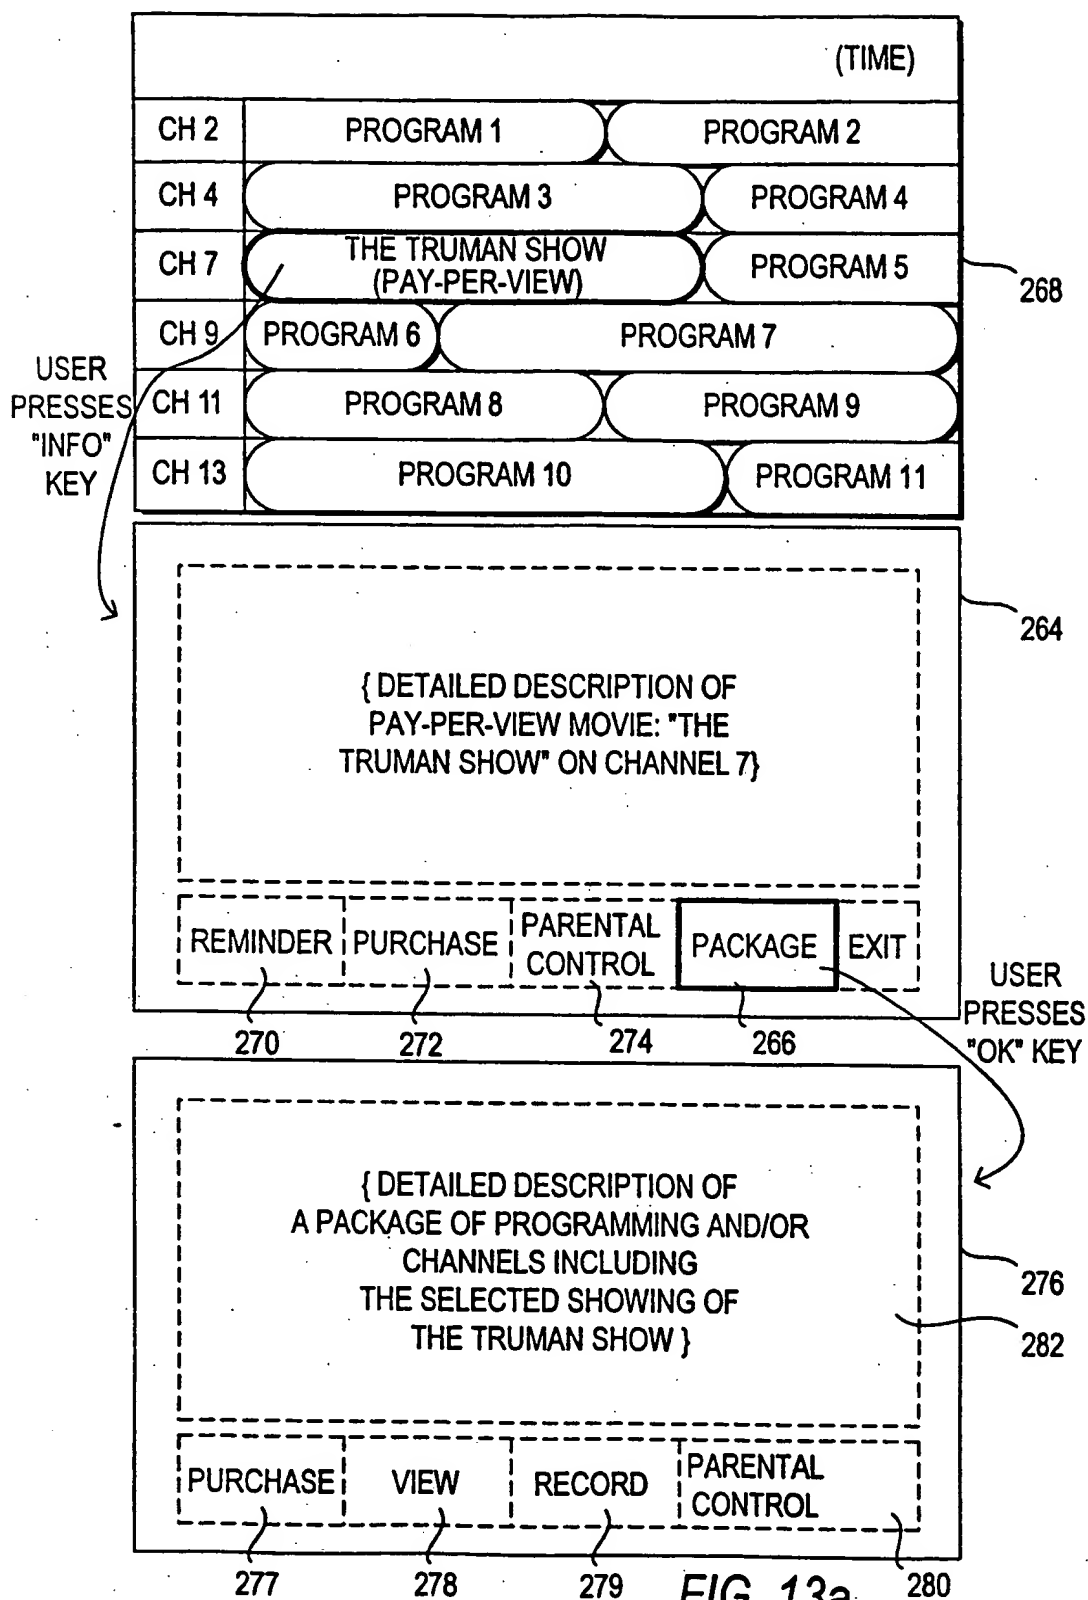 (TIME)
CH 2 PROGRAM 1 PROGRAM 2
CH 4 PROGRAM 3 PROGRAM 4
CH 7 THE TRUMAN SHOW
(PAY-PER-VIEW) PROGRAM 5
268
CH 9 PROGRAM 6 PROGRAM 7
CH 11 PROGRAM 8 PROGRAM 9
CH 13 PROGRAM 10 PROGRAM 11
USER
PRESSES
"INFO"
KEY
264
{ DETAILED DESCRIPTION OF
PAY-PER-VIEW MOVIE: "THE
TRUMAN SHOW" ON CHANNEL 7}
REMINDER PURCHASE PARENTAL
CONTROL PACKAGE EXIT
270 272 274 266
USER
PRESSES
"OK" KEY
{ DETAILED DESCRIPTION OF
A PACKAGE OF PROGRAMMING AND/OR
CHANNELS INCLUDING
THE SELECTED SHOWING OF
THE TRUMAN SHOW }
276
282
PURCHASE VIEW RECORD PARENTAL
CONTROL
277 278 279 280
FIG. 13a